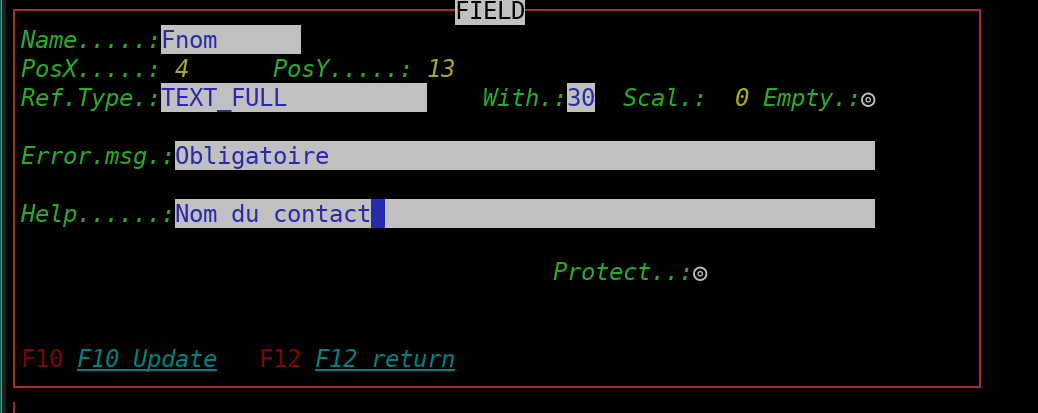 FIELD
Name.....:Fnom
PosX.....: 4 PosY.....: 13
Ref.Type.:TEXT_FULL With.:30 Scal.: 0 Empty.:◎
Error.msg.:Obligatoire
Help......:Nom du contact
Protect..:◎
F10 F10 Update F12 F12 return